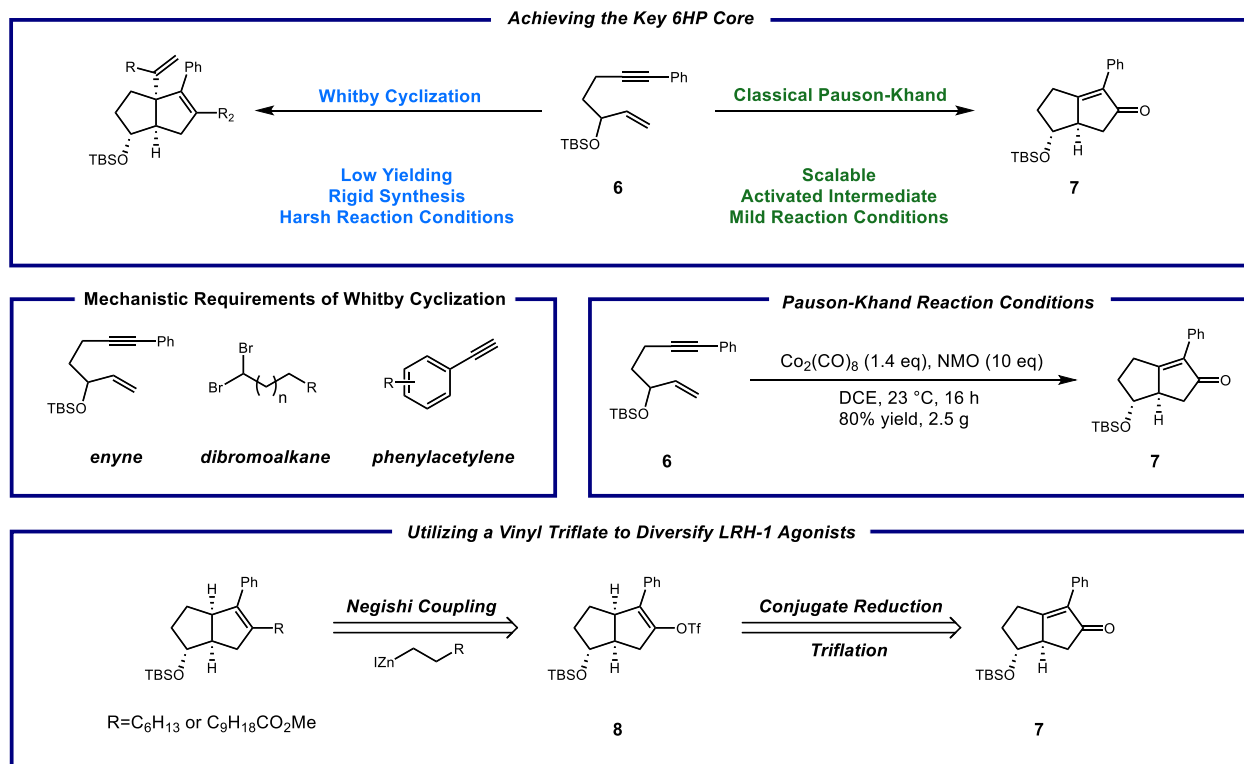 Achieving the Key 6HP Core
R
Ph
R₂
TBSO
H
Whitby Cyclization
Low Yielding
Rigid Synthesis
Harsh Reaction Conditions
Ph
TBSO
6
Classical Pauson-Khand
Scalable
Activated Intermediate
Mild Reaction Conditions
Ph
O
TBSO
H
7
Mechanistic Requirements of Whitby Cyclization
Ph
TBSO
enyne
Br
Br
n
R
dibromoalkane
R
phenylacetylene
Pauson-Khand Reaction Conditions
Ph
TBSO
6
Co₂(CO)₈ (1.4 eq), NMO (10 eq)
DCE, 23 °C, 16 h
80% yield, 2.5 g
Ph
O
TBSO
H
7
Utilizing a Vinyl Triflate to Diversify LRH-1 Agonists
H
Ph
R
TBSO
H
R=C₆H₁₃ or C₉H₁₈CO₂Me
Negishi Coupling
IZn
R
H
Ph
OTf
TBSO
H
8
Conjugate Reduction
Triflation
Ph
O
TBSO
H
7